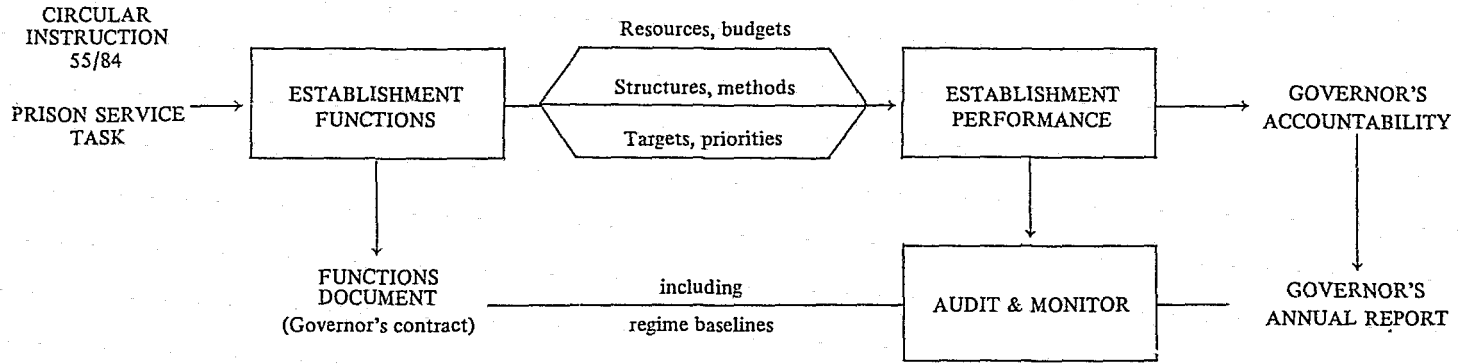 CIRCULAR
INSTRUCTION
55/84
PRISON SERVICE
TASK
ESTABLISHMENT
FUNCTIONS
Resources, budgets
Structures, methods
Targets, priorities
ESTABLISHMENT
PERFORMANCE
GOVERNOR'S
ACCOUNTABILITY
FUNCTIONS
DOCUMENT
(Governor's contract)
including
regime baselines
AUDIT & MONITOR
GOVERNOR'S
ANNUAL REPORT